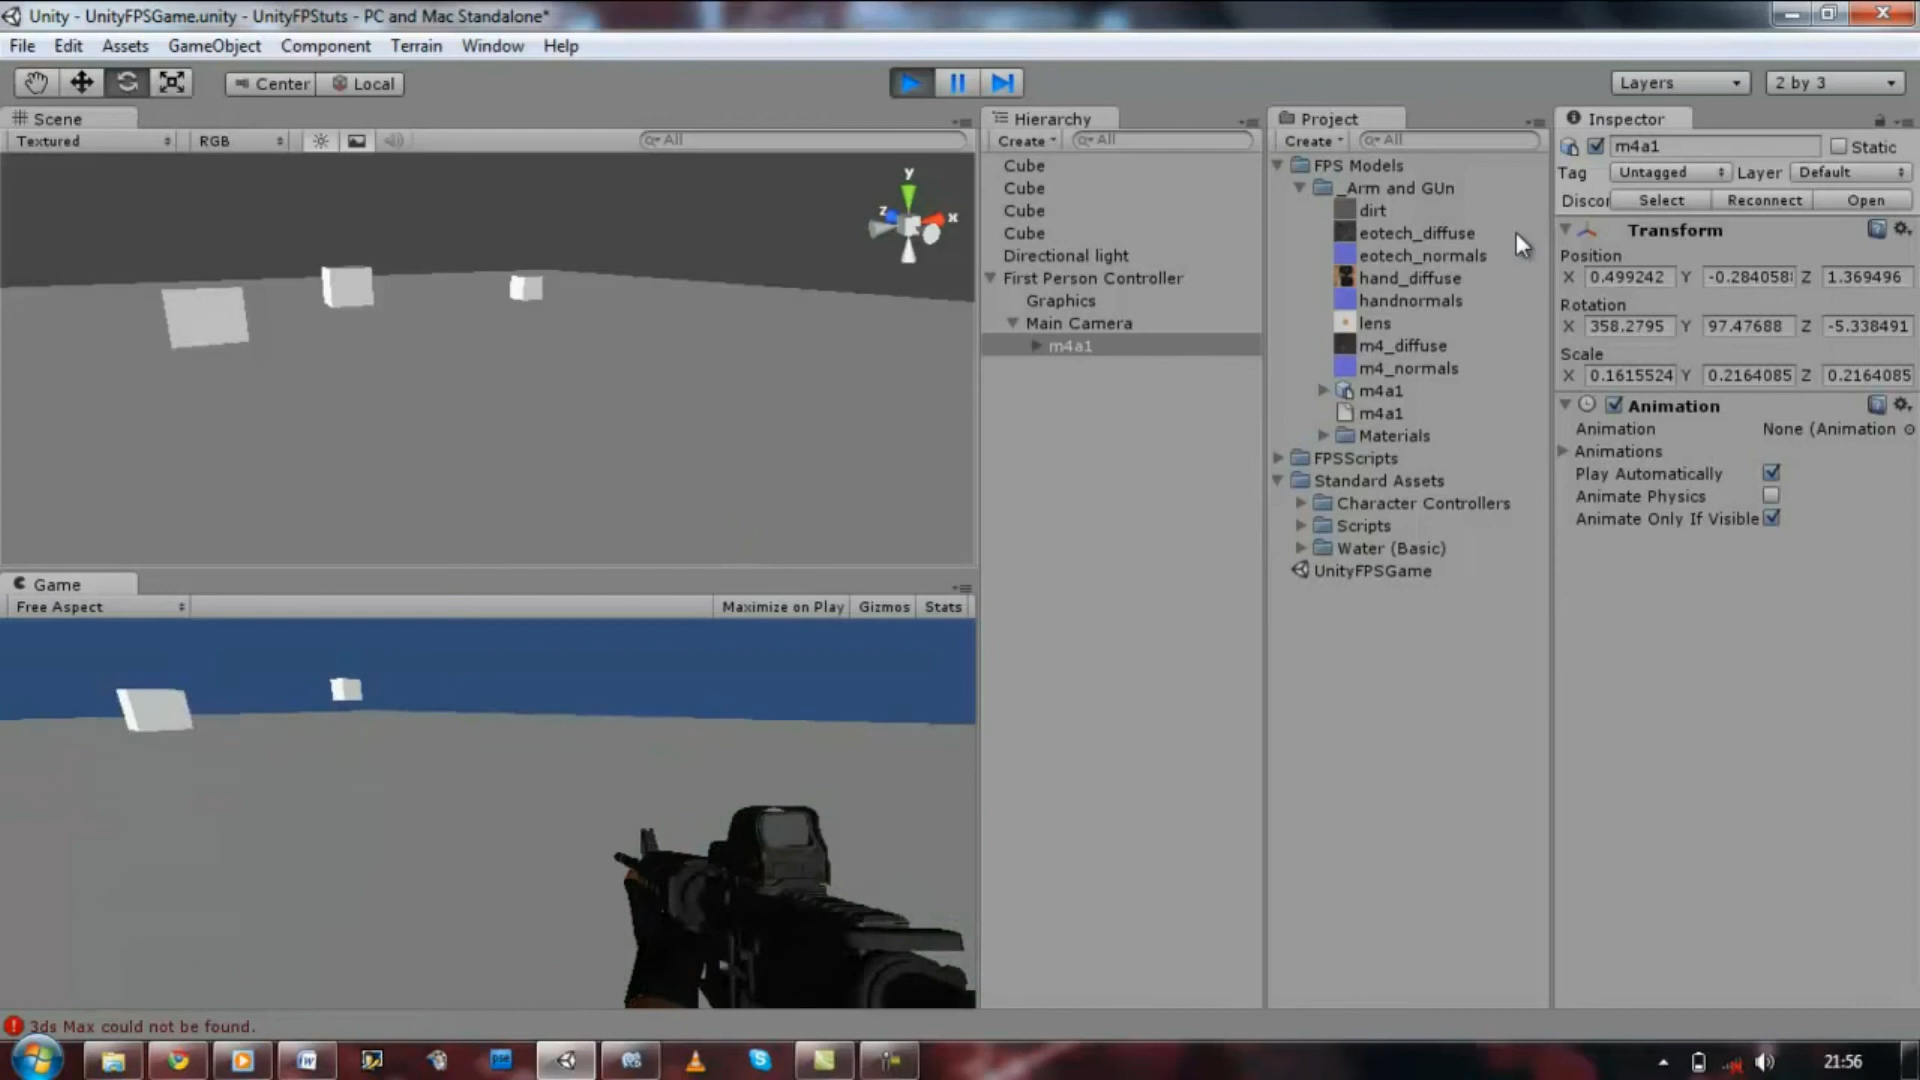 Unity - UnityFPSGame.unity - UnityFPStuts - PC and Mac Standalone*
File Edit Assets GameObject Component Terrain Window Help
Center Local Layers 2 by 3
Scene
Textured RGB All
y
z x
Game
Free Aspect Maximize on Play Gizmos Stats
Hierarchy
Create All
Cube
Cube
Cube
Cube
Directional light
First Person Controller
Graphics
Main Camera
m4a1
Project
Create All
FPS Models
_Arm and GUn
dirt
eotech_diffuse
eotech_normals
hand_diffuse
handnormals
lens
m4_diffuse
m4_normals
m4a1
m4a1
Materials
FPSScripts
Standard Assets
Character Controllers
Scripts
Water (Basic)
UnityFPSGame
Inspector
m4a1 Static
Tag Untagged Layer Default
Discor Select Reconnect Open
Transform
Position
X 0.499242 Y -0.284058 Z 1.369496
Rotation
X 358.2795 Y 97.47688 Z -5.338491
Scale
X 0.1615524 Y 0.2164085 Z 0.2164085
Animation
Animation None (Animation
Animations
Play Automatically
Animate Physics
Animate Only If Visible
3ds Max could not be found.
pse
21:56